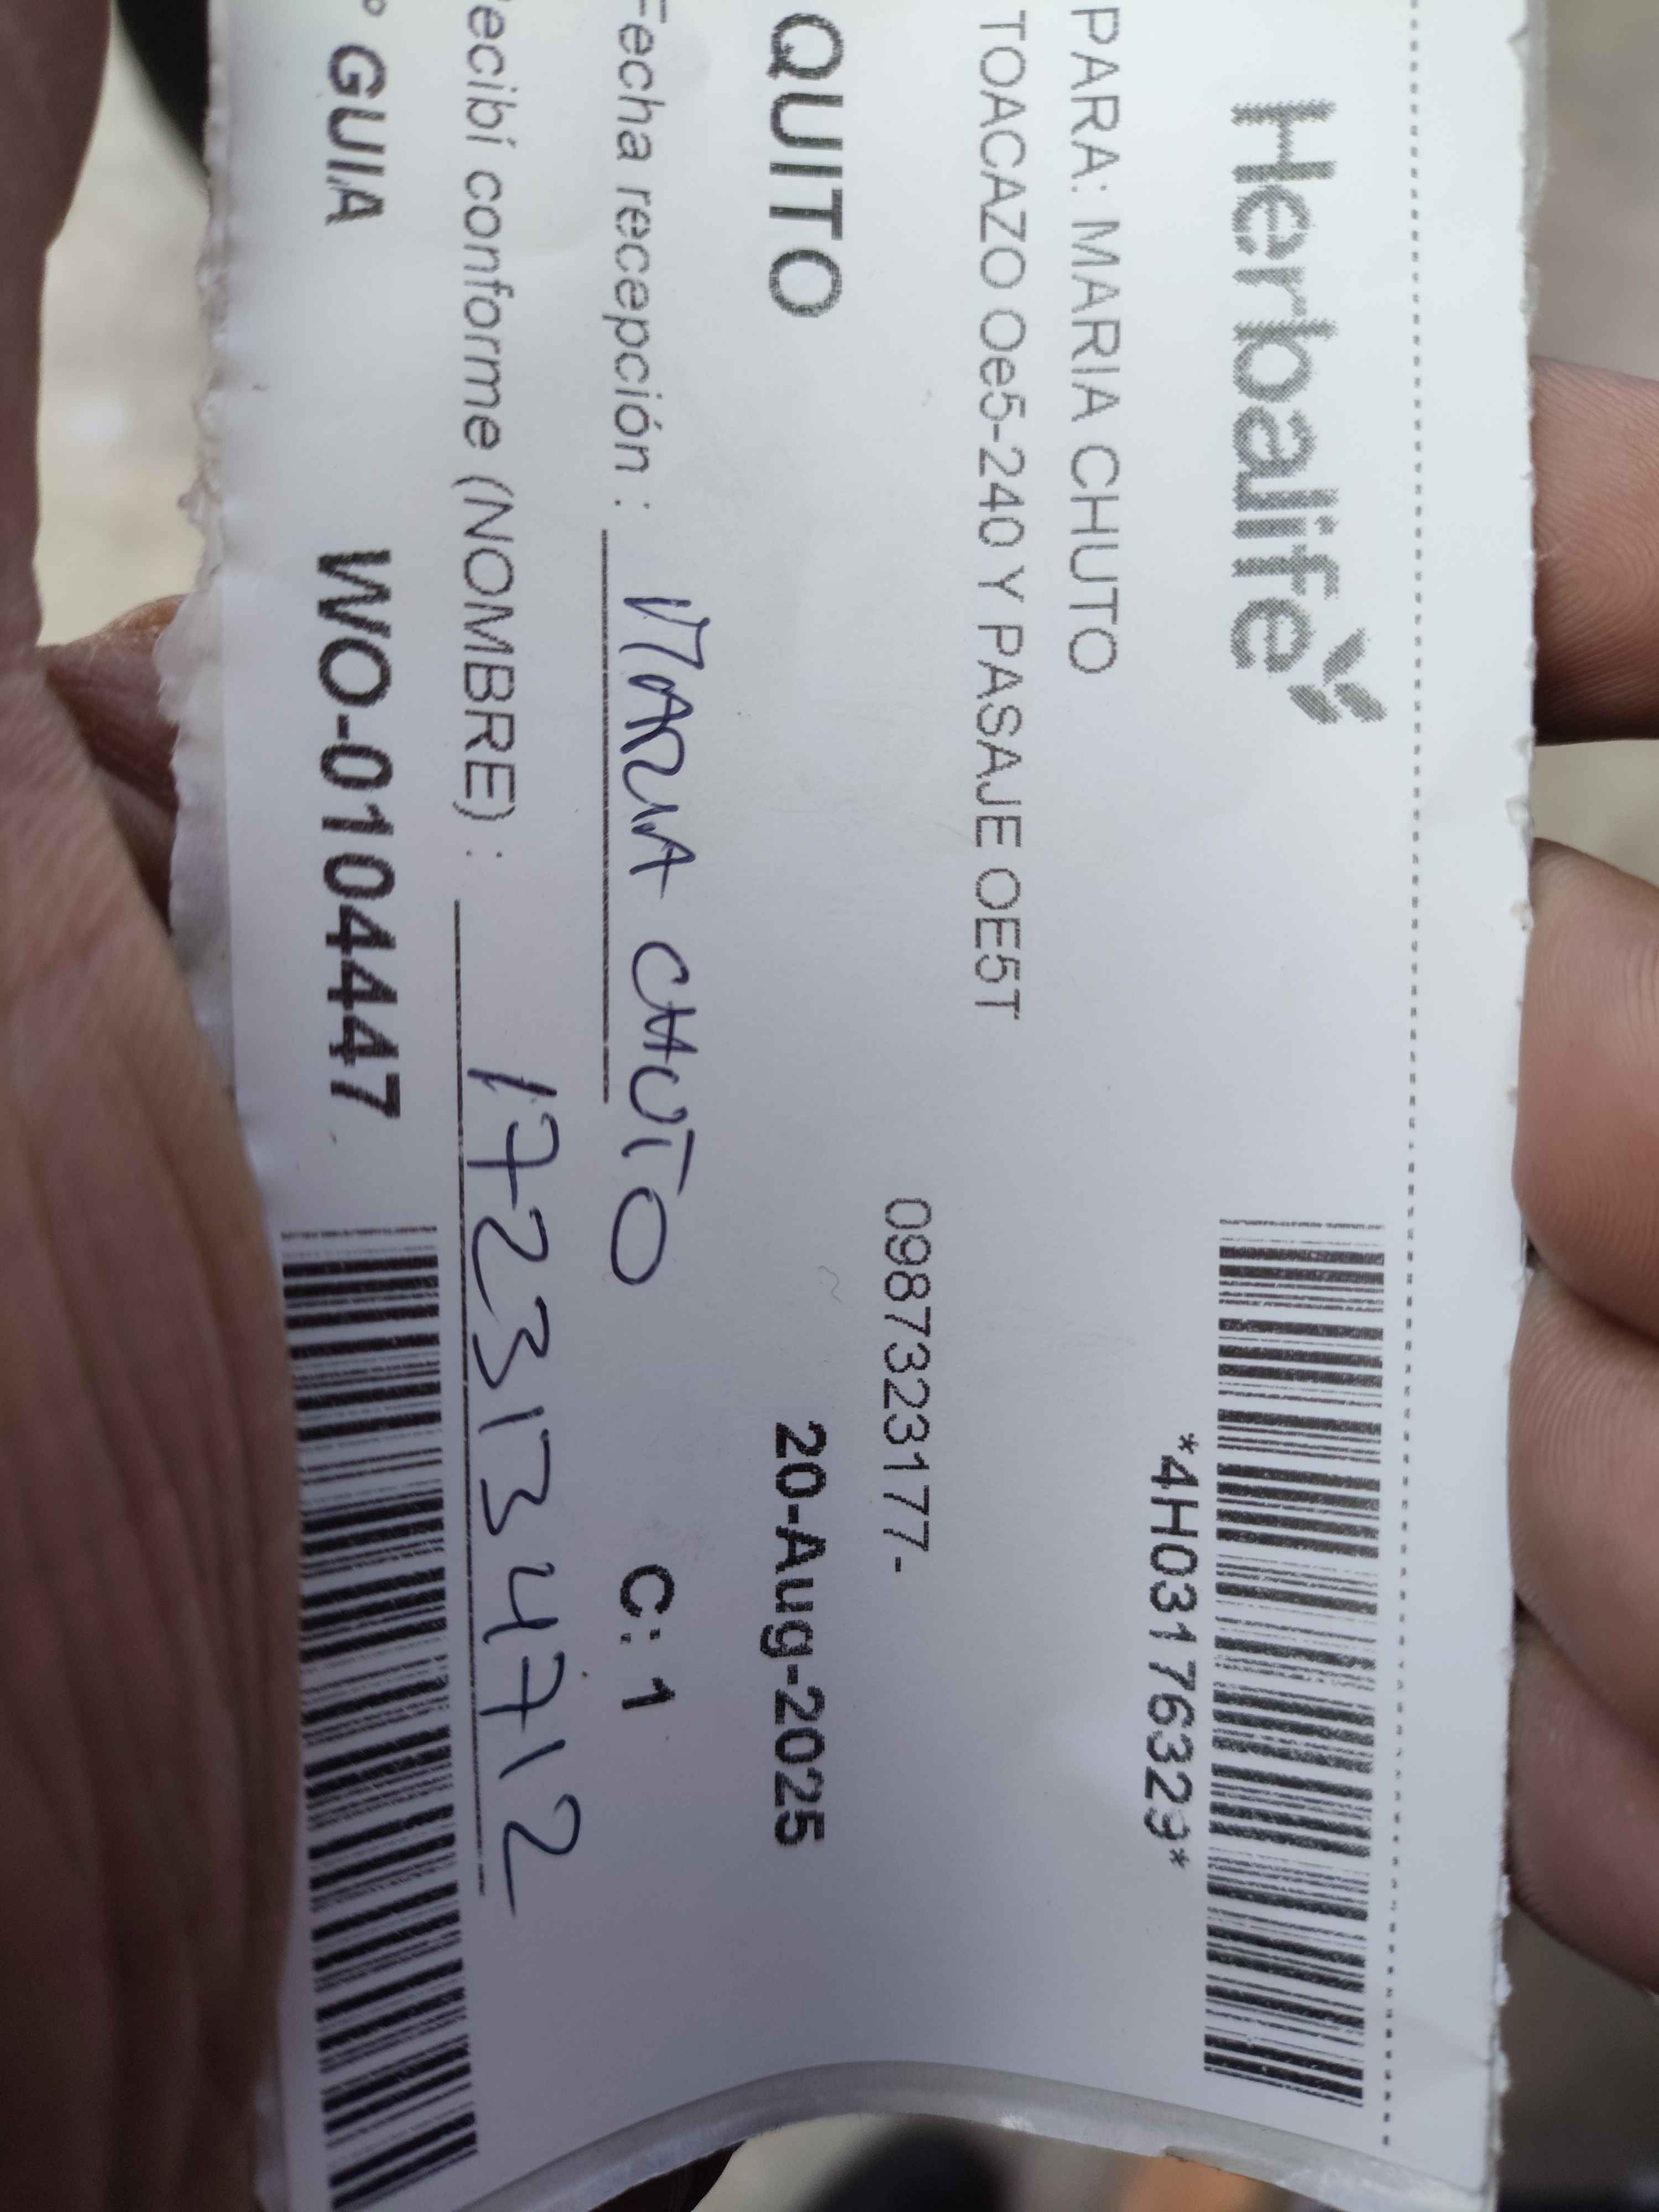 Herbalife
*4H03176329*
PARA: MARIA CHUTO
TOACAZO Oe5-240 Y PASAJE OE5T
0987323177-
QUITO 20-Aug-2025
Fecha recepción : MARIA CHUTO C: 1
ecibí conforme (NOMBRE) : 1723134712
° GUIA WO-0104447